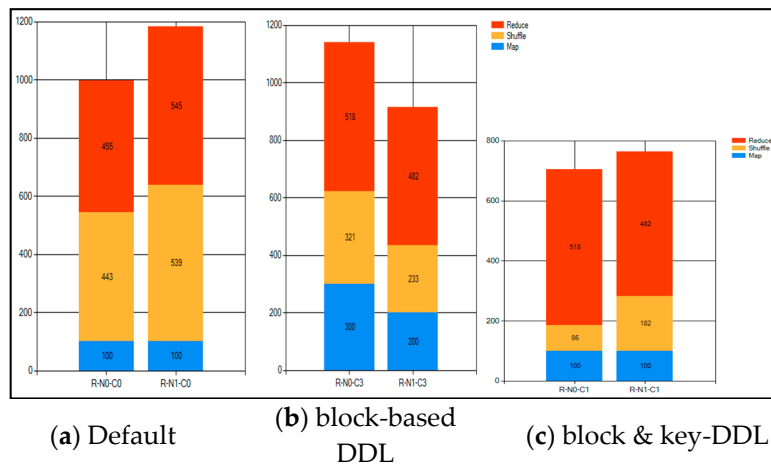 1200
1000
800
600
400
200
0
455
443
100
545
539
100
R-N0-C0
R-N1-C0
(a) Default
1200
1000
800
600
400
200
0
Reduce
Shuffle
Map
518
321
300
482
233
200
R-N0-C3
R-N1-C3
(b) block-based
DDL
800
600
400
200
0
Reduce
Shuffle
Map
518
86
100
482
182
100
R-N0-C1
R-N1-C1
(c) block & key-DDL